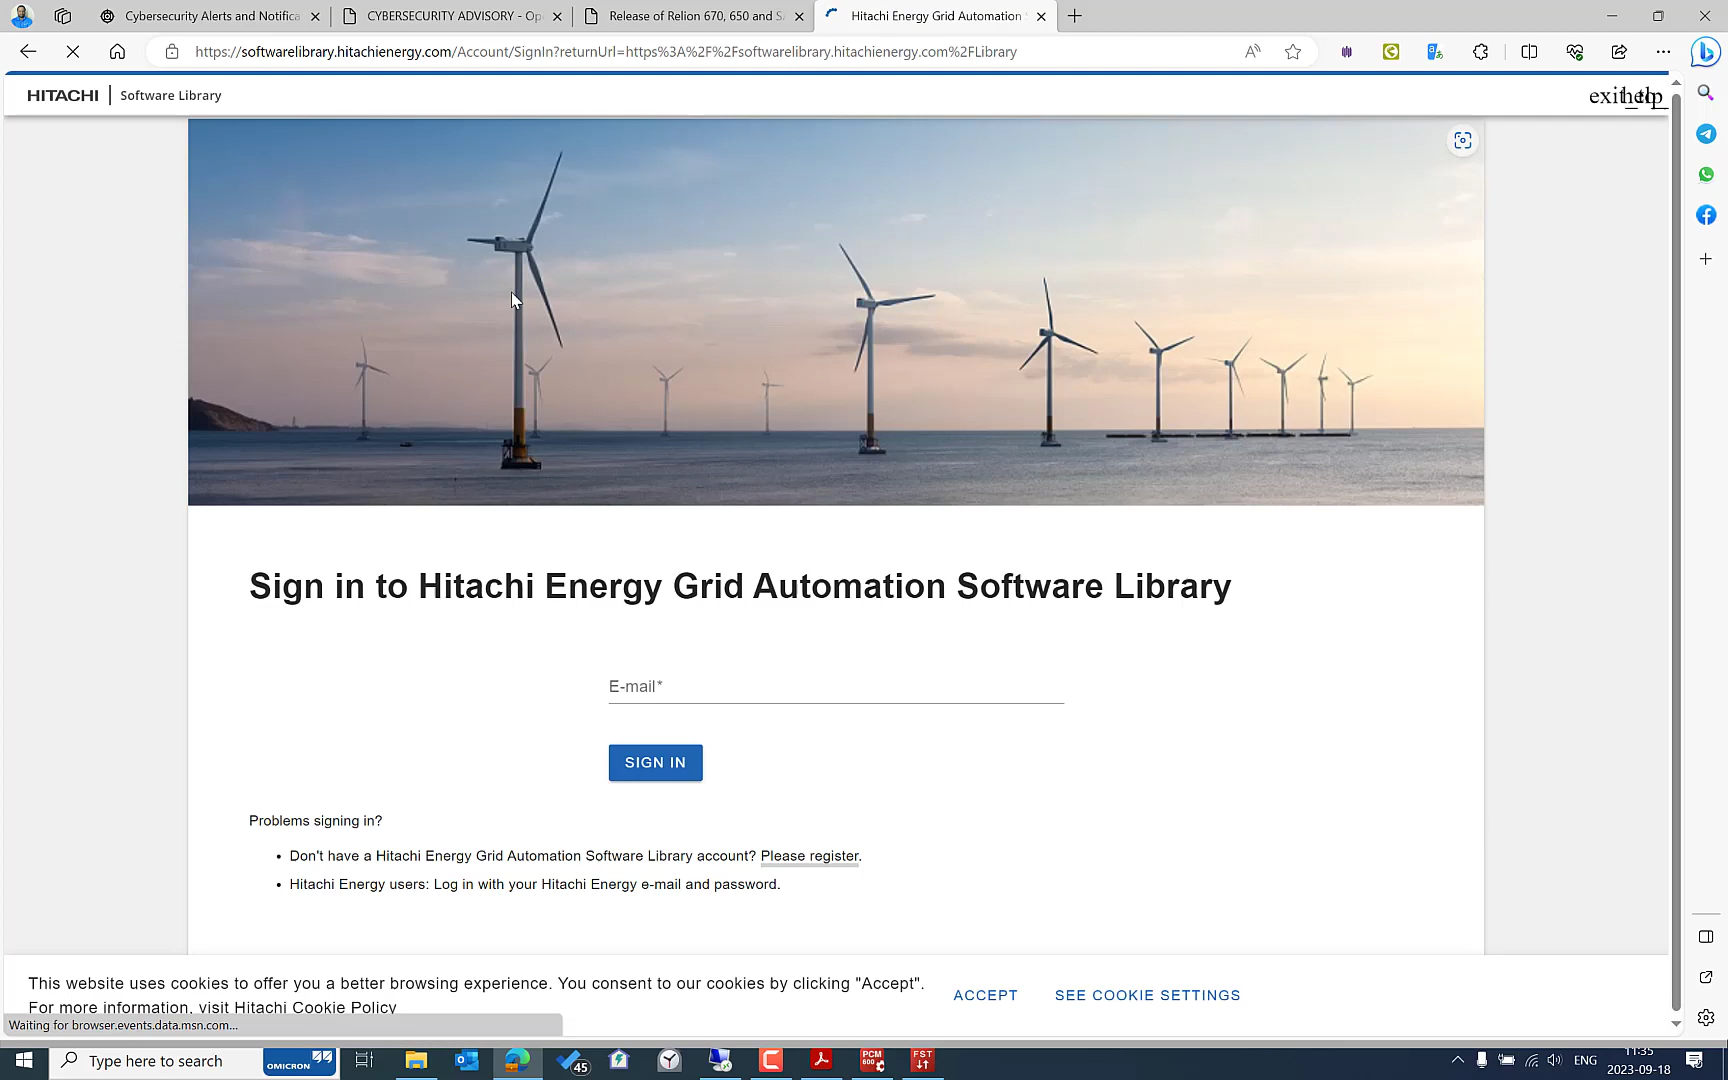 Cybersecurity Alerts and Notifica
CYBERSECURITY ADVISORY - Op
Release of Relion 670, 650 and SA
Hitachi Energy Grid Automation
https://softwarelibrary.hitachienergy.com/Account/SignIn?returnUrl=https%3A%2F%2Fsoftwarelibrary.hitachienergy.com%2FLibrary
HITACHI | Software Library
Sign in to Hitachi Energy Grid Automation Software Library
E-mail*
SIGN IN
Problems signing in?
• Don't have a Hitachi Energy Grid Automation Software Library account? Please register.
• Hitachi Energy users: Log in with your Hitachi Energy e-mail and password.
This website uses cookies to offer you a better browsing experience. You consent to our cookies by clicking "Accept".
For more information, visit Hitachi Cookie Policy
ACCEPT
SEE COOKIE SETTINGS
Waiting for browser.events.data.msn.com...
Type here to search
OMICRON
45
PCM
600
FST
ENG
11:35
2023-09-18